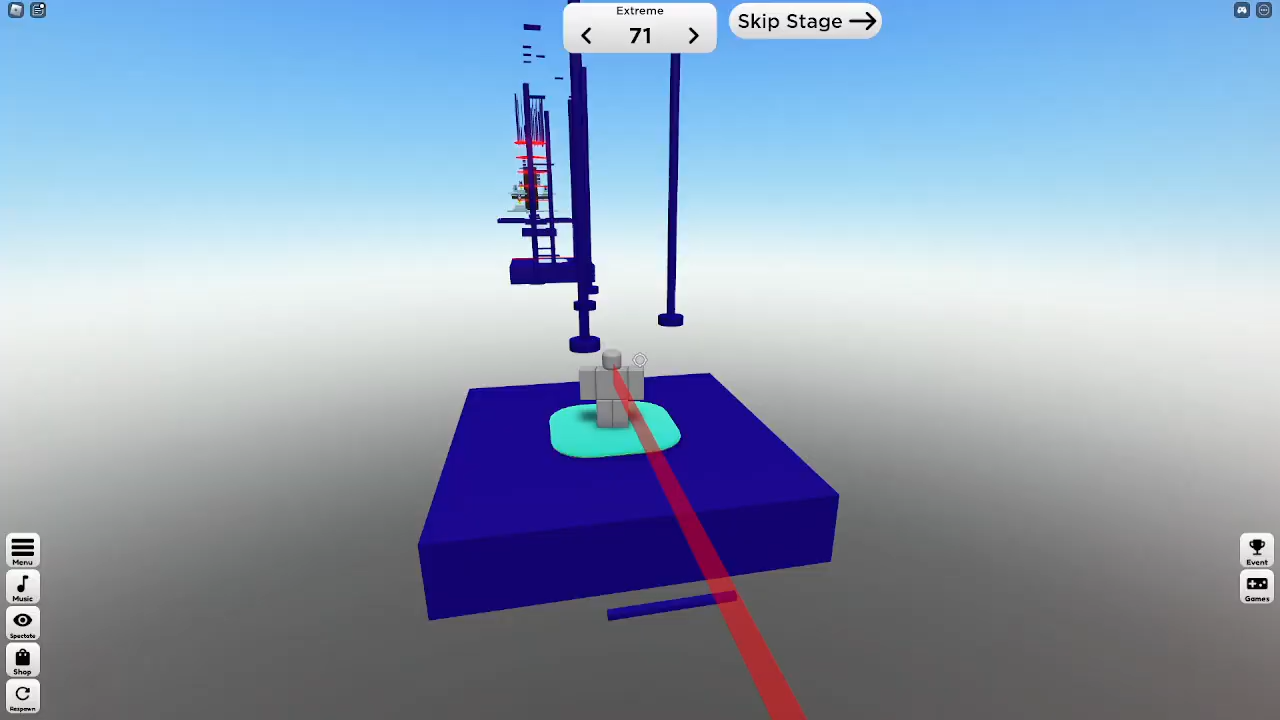 Extreme
71
Skip Stage
Menu
Music
Spectate
Shop
Respawn
Event
Games